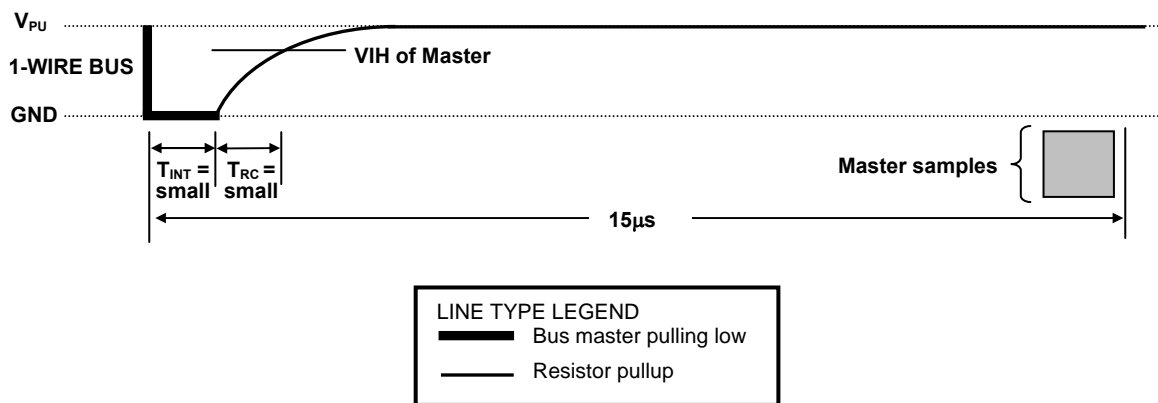 VPU
VIH of Master
1-WIRE BUS
GND
TINT =
small
TRC =
small
Master samples
15μs
LINE TYPE LEGEND
Bus master pulling low
Resistor pullup